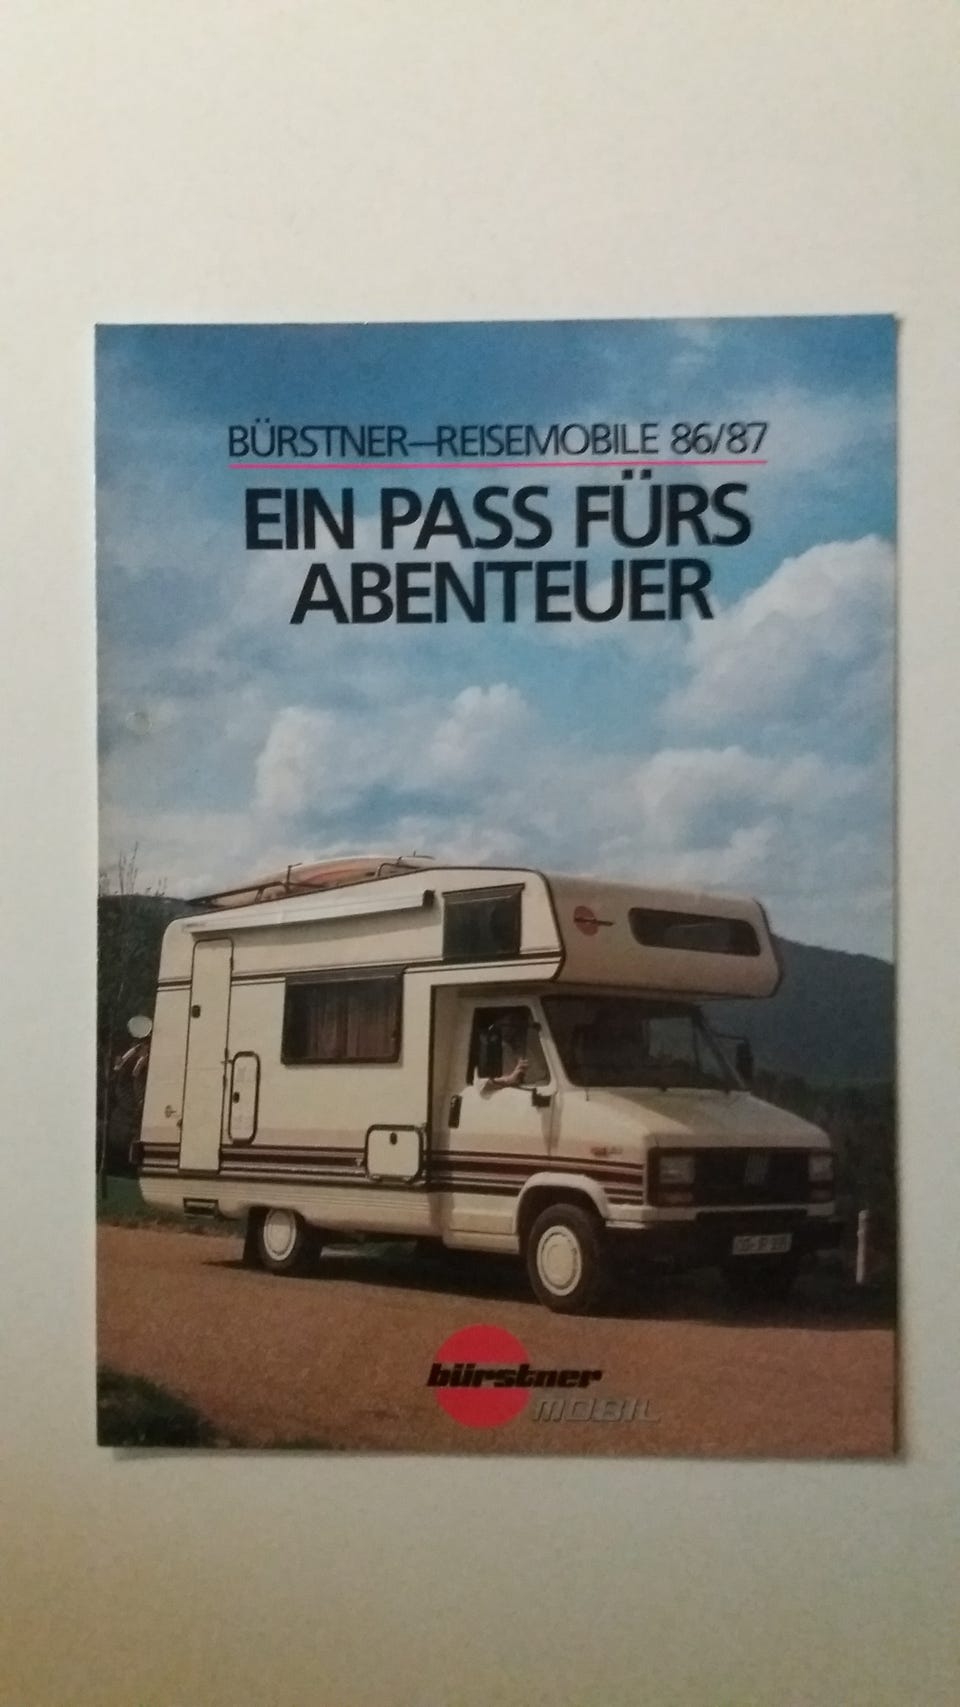 BÜRSTNER–REISEMOBILE 86/87
EIN PASS FÜRS
ABENTEUER
bürstner
MOBIL